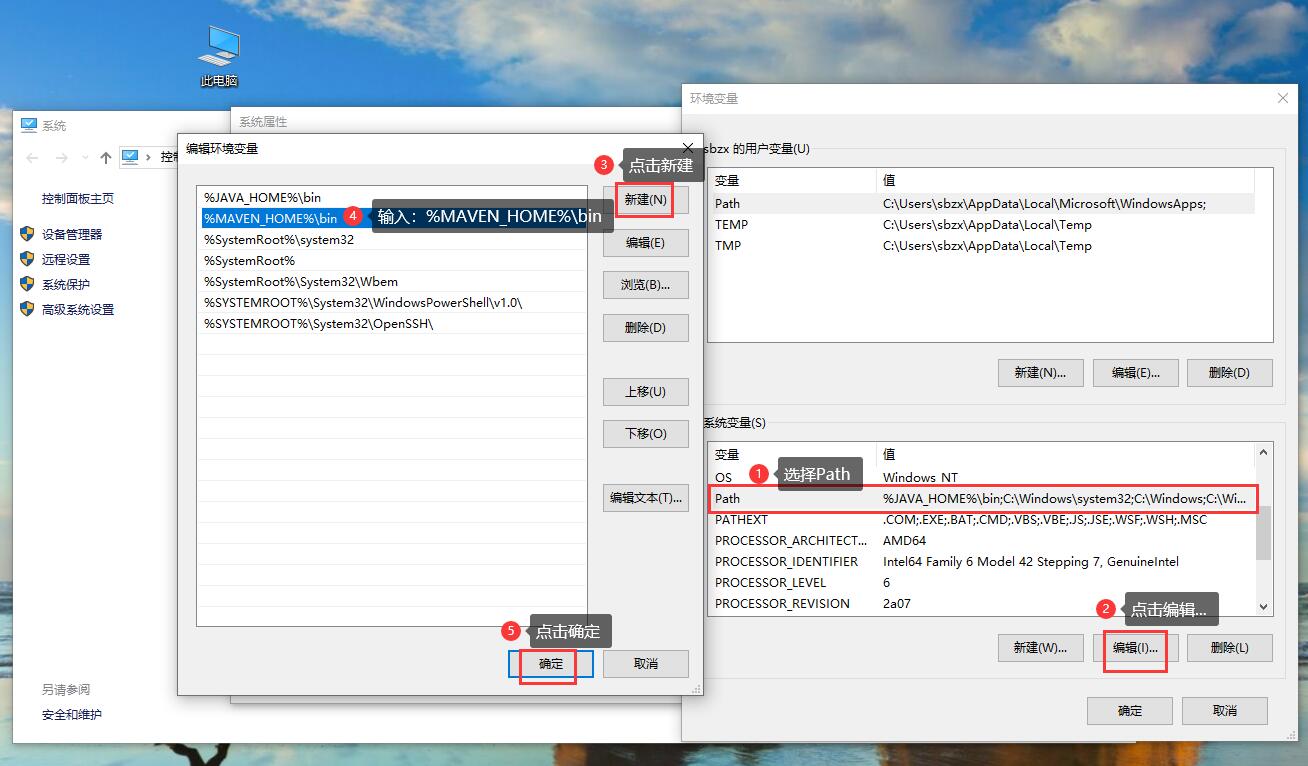 此电脑
系统
控制面板主页
设备管理器
远程设置
系统保护
高级系统设置
另请参阅
安全和维护
系统属性
编辑环境变量
%JAVA_HOME%\bin
%MAVEN_HOME%\bin
4 输入：%MAVEN_HOME%\bin
%SystemRoot%\system32
%SystemRoot%
%SystemRoot%\System32\Wbem
%SYSTEMROOT%\System32\WindowsPowerShell\v1.0\
%SYSTEMROOT%\System32\OpenSSH\
3 点击新建
新建(N)
编辑(E)
浏览(B)...
删除(D)
上移(U)
下移(O)
编辑文本(T)...
5 点击确定
确定 取消
环境变量
sbzx 的用户变量(U)
变量 值
Path C:\Users\sbzx\AppData\Local\Microsoft\WindowsApps;
TEMP C:\Users\sbzx\AppData\Local\Temp
TMP C:\Users\sbzx\AppData\Local\Temp
新建(N)... 编辑(E)... 删除(D)
系统变量(S)
变量 值
OS Windows_NT
1 选择Path
Path %JAVA_HOME%\bin;C:\Windows\system32;C:\Windows;C:\Wi...
PATHEXT .COM;.EXE;.BAT;.CMD;.VBS;.VBE;.JS;.JSE;.WSF;.WSH;.MSC
PROCESSOR_ARCHITECT... AMD64
PROCESSOR_IDENTIFIER Intel64 Family 6 Model 42 Stepping 7, GenuineIntel
PROCESSOR_LEVEL 6
PROCESSOR_REVISION 2a07
2 点击编辑...
新建(W)... 编辑(I)... 删除(L)
确定 取消